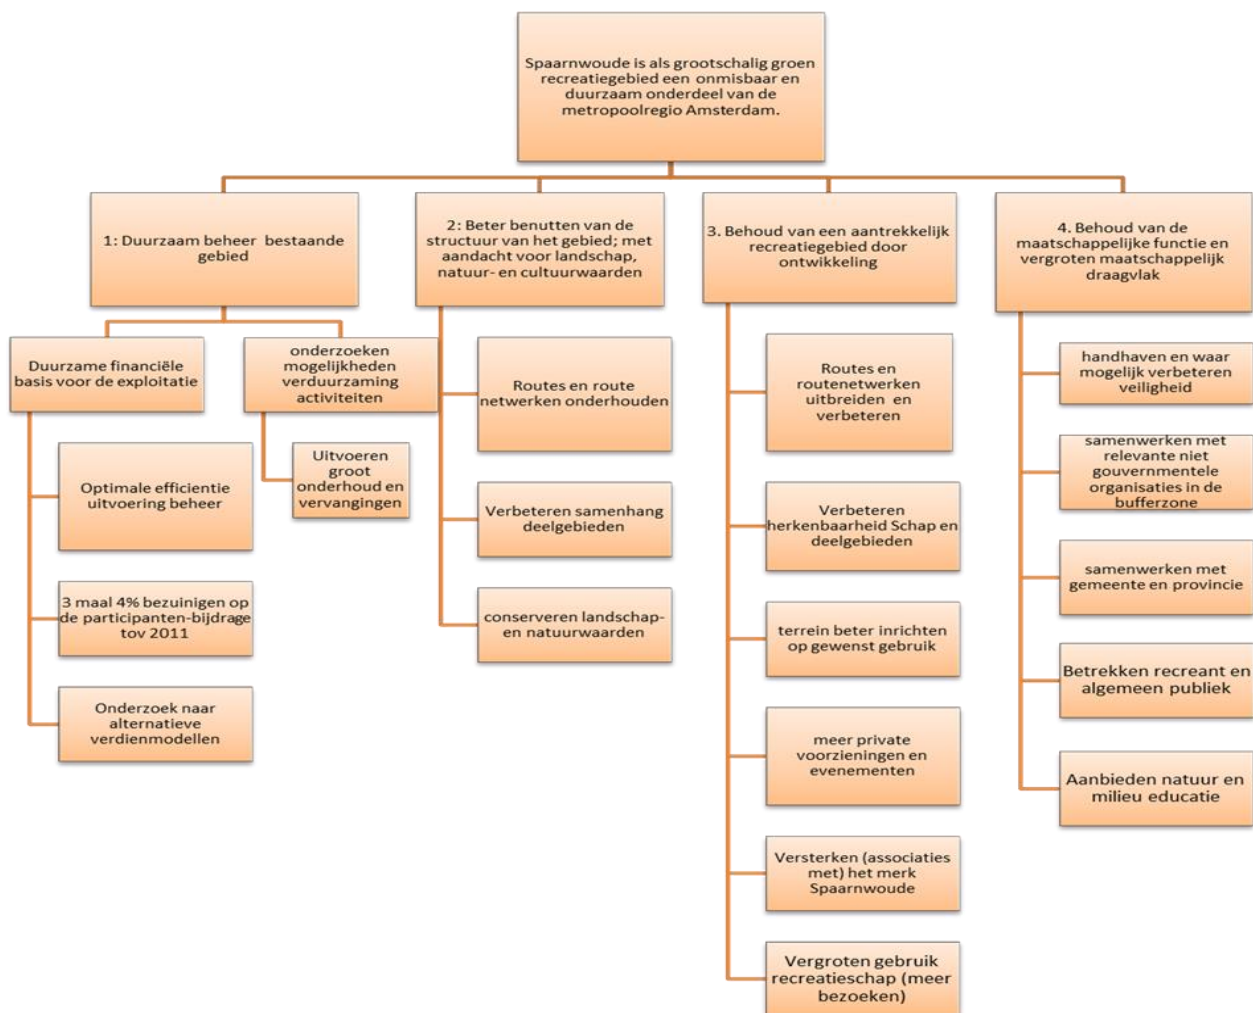 Spaarnwoude is als grootschalig groen
recreatiegebied een onmisbaar en
duurzaam onderdeel van de
metropoolregio Amsterdam.
1: Duurzaam beheer bestaande
gebied
Duurzame financiële
basis voor de exploitatie
Optimale efficientie
uitvoering beheer
3 maal 4% bezuinigen op
de participanten-bijdrage
tov 2011
Onderzoek naar
alternatieve
verdienmodellen
onderzoeken
mogelijkheden
verduurzaming
activiteiten
Uitvoeren
groot
onderhoud en
vervangingen
2: Beter benutten van de
structuur van het gebied; met
aandacht voor landschap,
natuur- en cultuurwaarden
Routes en route
netwerken onderhouden
Verbeteren samenhang
deelgebieden
conserveren landschap-
en natuurwaarden
3. Behoud van een aantrekkelijk
recreatiegebied door
ontwikkeling
Routes en
routenetwerken
uitbreiden en
verbeteren
Verbeteren
herkenbaarheid Schap en
deelgebieden
terrein beter inrichten
op gewenst gebruik
meer private
voorzieningen en
evenementen
Versterken (associaties
met) het merk
Spaarnwoude
Vergroten gebruik
recreatieschap (meer
bezoeken)
4. Behoud van de
maatschappelijke functie en
vergroten maatschappelijk
draagvlak
handhaven en waar
mogelijk verbeteren
veiligheid
samenwerken met
relevante niet
gouvernmentele
organisaties in de
bufferzone
samenwerken met
gemeente en provincie
Betrekken recreant en
algemeen publiek
Aanbieden natuur en
milieu educatie